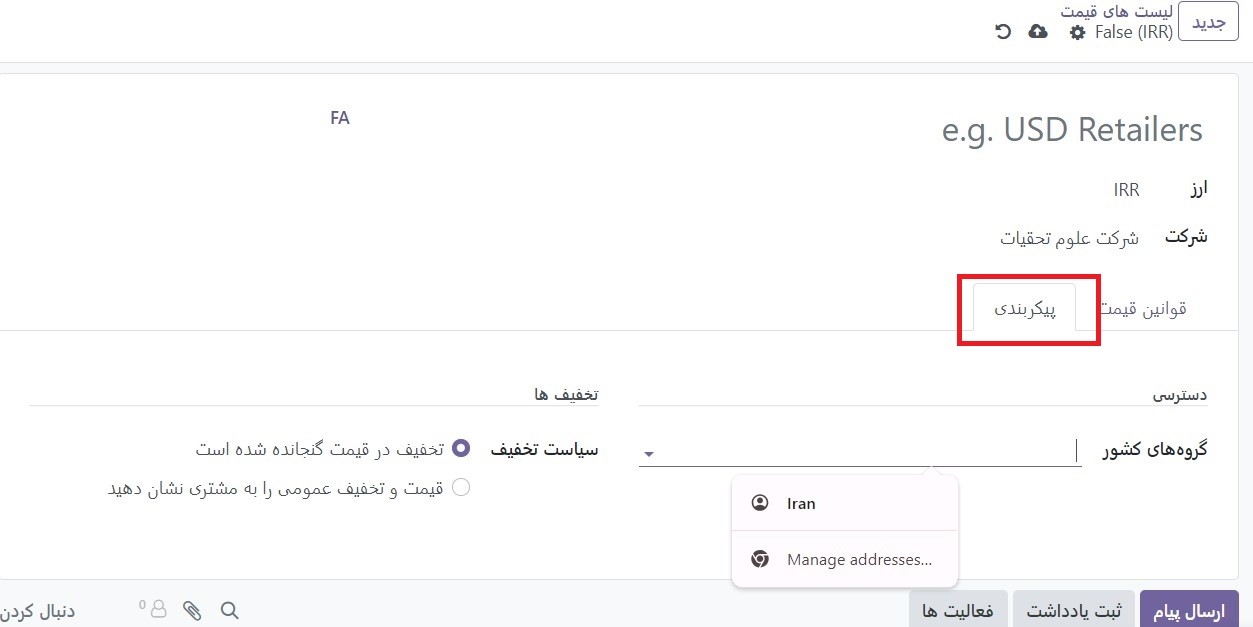 جدید
لیست های قیمت
False (IRR)
e.g. USD Retailers
FA
ارز IRR
شرکت شرکت علوم تحقیات
قوانین قیمت پیکربندی
دسترسی
گروه‌های کشور
Iran
Manage addresses...
تخفیف ها
سیاست تخفیف تخفیف در قیمت گنجانده شده است
قیمت و تخفیف عمومی را به مشتری نشان دهید
ارسال پیام ثبت یادداشت فعالیت ها 0 دنبال کردن